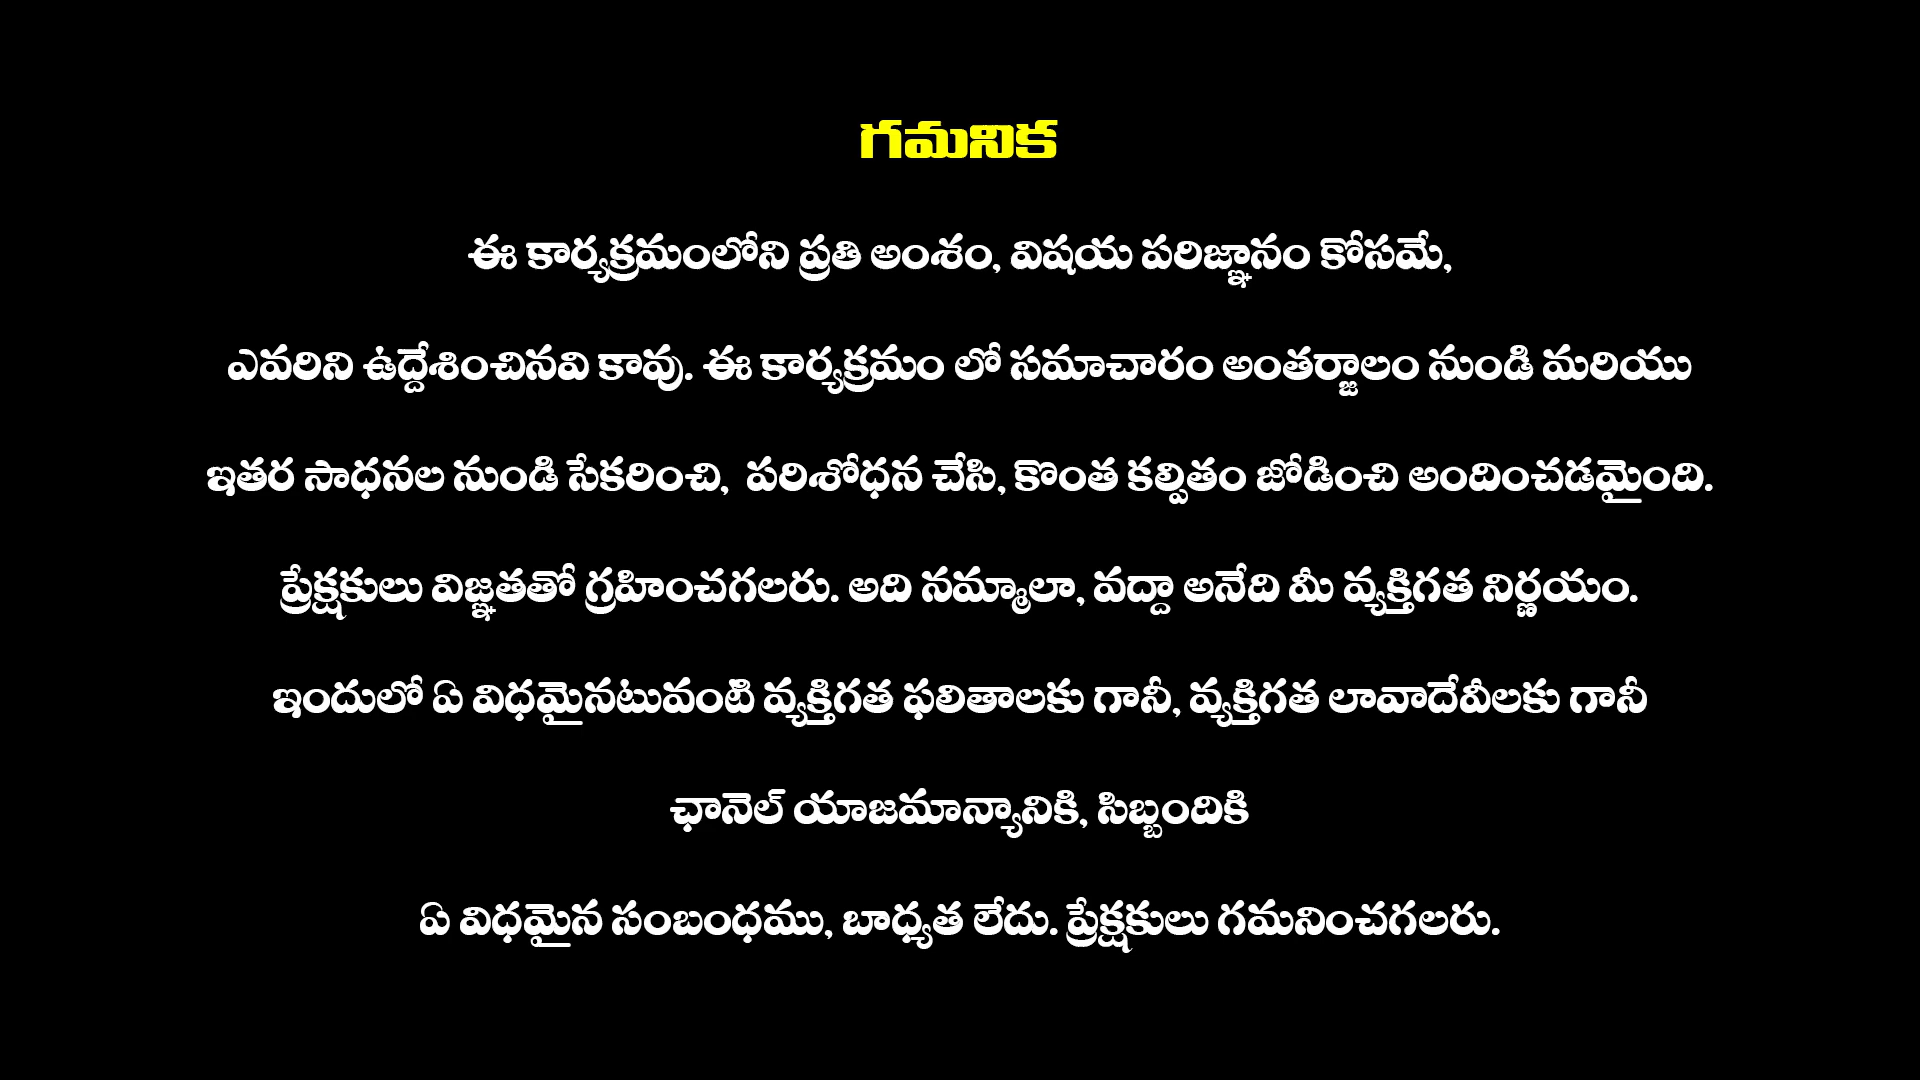 గమనిక
ఈ కార్యక్రమంలోని ప్రతి అంశం, విషయ పరిజ్ఞానం కోసమే,
ఎవరిని ఉద్దేశించినవి కావు. ఈ కార్యక్రమం లో సమాచారం అంతర్జాలం నుండి మరియు
ఇతర సాధనల నుండి సేకరించి, పరిశోధన చేసి, కొంత కల్పితం జోడించి అందించడమైంది.
ప్రేక్షకులు విజ్ఞతతో గ్రహించగలరు. అది నమ్మాలా, వద్దా అనేది మీ వ్యక్తిగత నిర్ణయం.
ఇందులో ఏ విధమైనటువంటి వ్యక్తిగత ఫలితాలకు గానీ, వ్యక్తిగత లావాదేవీలకు గానీ
ఛానెల్ యాజమాన్యానికి, సిబ్బందికి
ఏ విధమైన సంబంధము, బాధ్యత లేదు. ప్రేక్షకులు గమనించగలరు.